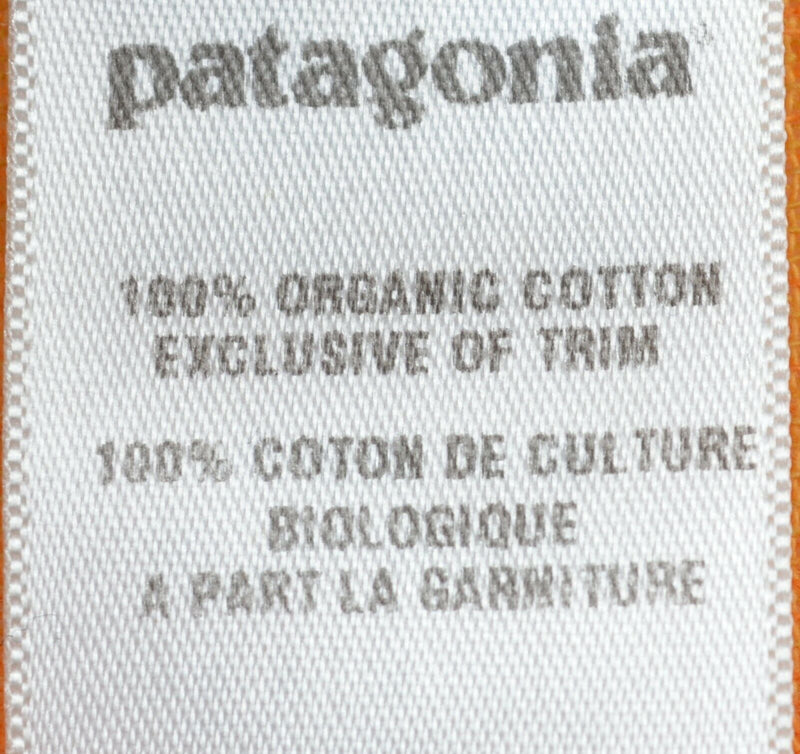 patagonia®
100% ORGANIC COTTON
EXCLUSIVE OF TRIM
100% COTON DE CULTURE
BIOLOGIQUE
A PART LA GARNITURE